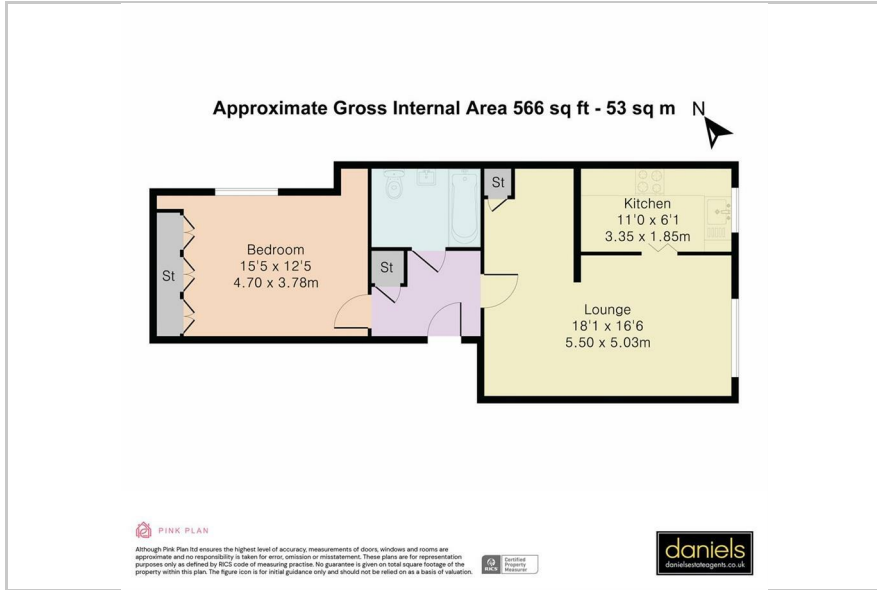 Approximate Gross Internal Area 566 sq ft - 53 sq m
N
St
Kitchen
11'0 x 6'1
3.35 x 1.85m
Bedroom
15'5 x 12'5
4.70 x 3.78m
St
St
Lounge
18'1 x 16'6
5.50 x 5.03m
PINK PLAN
Although Pink Plan ltd ensures the highest level of accuracy, measurements of doors, windows and rooms are
approximate and no responsibility is taken for error, omission or misstatement. These plans are for representation
purposes only as defined by RICS code of measuring practise. No guarantee is given on total square footage of the
property within this plan. The figure icon is for initial guidance only and should not be relied on as a basis of valuation.
RICS
Certified
Property
Measurer
daniels
danielsestateagents.co.uk